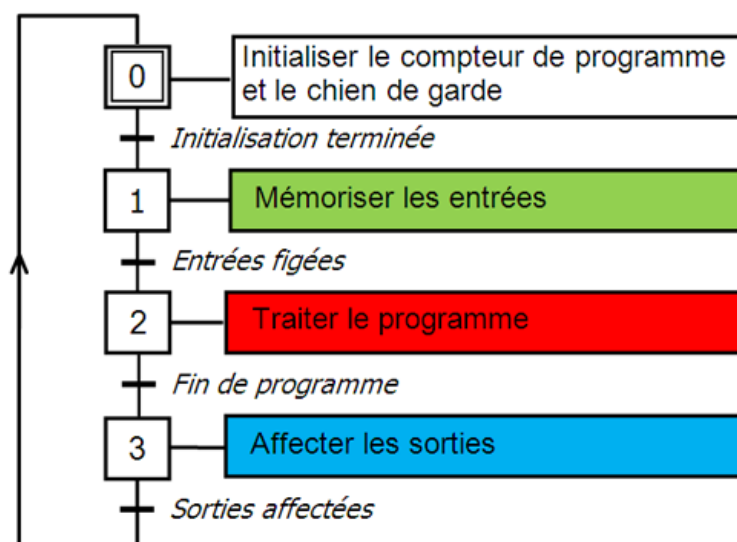 0
Initialiser le compteur de programme
et le chien de garde
Initialisation terminée
1
Mémoriser les entrées
Entrées figées
2
Traiter le programme
Fin de programme
3
Affecter les sorties
Sorties affectées